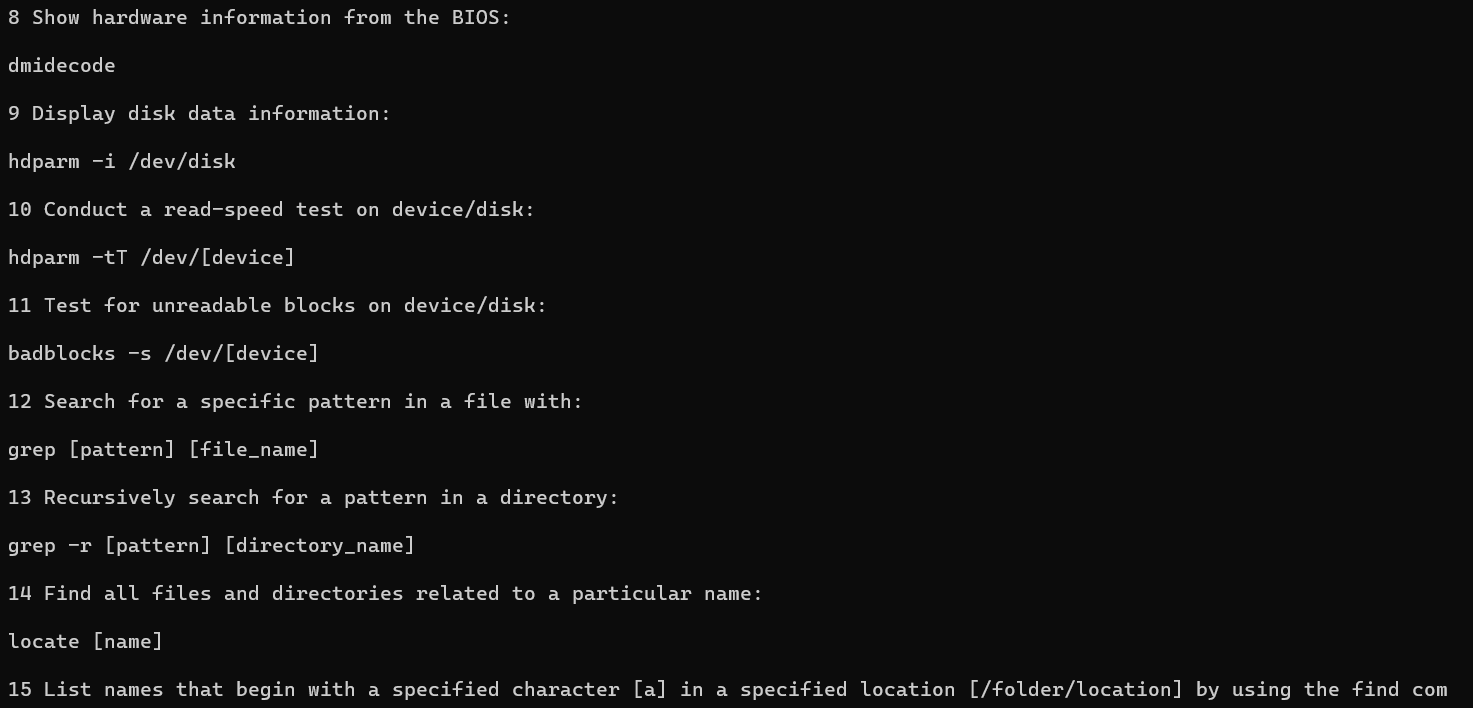 8 Show hardware information from the BIOS:
dmidecode
9 Display disk data information:
hdparm -i /dev/disk
10 Conduct a read-speed test on device/disk:
hdparm -tT /dev/[device]
11 Test for unreadable blocks on device/disk:
badblocks -s /dev/[device]
12 Search for a specific pattern in a file with:
grep [pattern] [file_name]
13 Recursively search for a pattern in a directory:
grep -r [pattern] [directory_name]
14 Find all files and directories related to a particular name:
locate [name]
15 List names that begin with a specified character [a] in a specified location [/folder/location] by using the find com